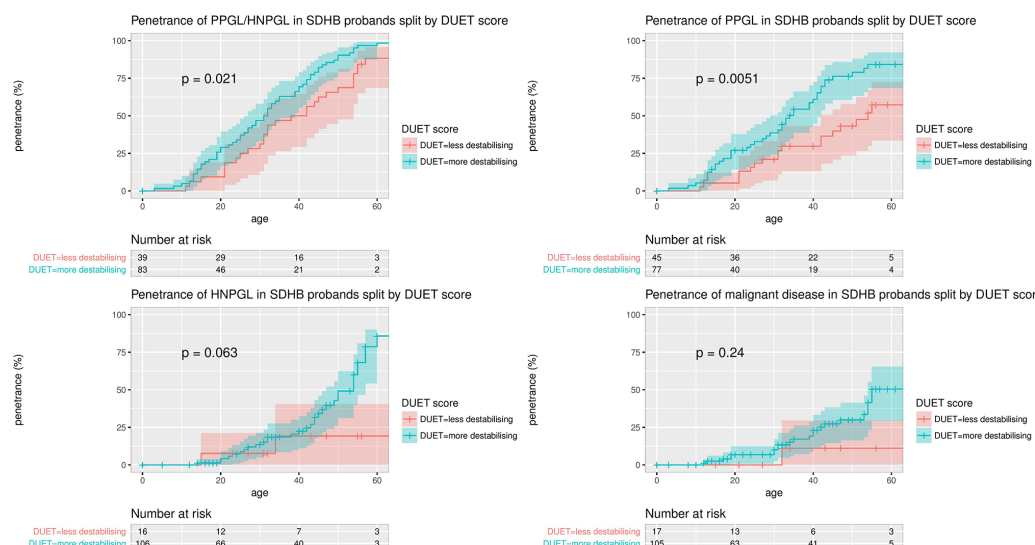 Penetrance of PPGL/HNPGL in SDHB probands split by DUET score
100
75
50
25
0
penetrance (%)
p = 0.021
0 20 40 60
age
DUET score
DUET=less destabilising
DUET=more destabilising
Number at risk
DUET=less destabilising 39 29 16 3
DUET=more destabilising 83 46 21 2
Penetrance of PPGL in SDHB probands split by DUET score
100
75
50
25
0
penetrance (%)
p = 0.0051
0 20 40 60
age
DUET score
DUET=less destabilising
DUET=more destabilising
Number at risk
45 36 22 5
77 40 19 4
Penetrance of HNPGL in SDHB probands split by DUET score
100
75
50
25
0
penetrance (%)
p = 0.063
0 20 40 60
age
DUET score
DUET=less destabilising
DUET=more destabilising
Number at risk
DUET=less destabilising 16 12 7 3
DUET=more destabilising 106 66 40 3
Penetrance of malignant disease in SDHB probands split by DUET scor
100
75
50
25
0
penetrance (%)
p = 0.24
0 20 40 60
age
DUET score
DUET=less destabilising
DUET=more destabilising
Number at risk
DUET=less destabilising 17 13 6 3
DUET=more destabilising 105 63 41 5